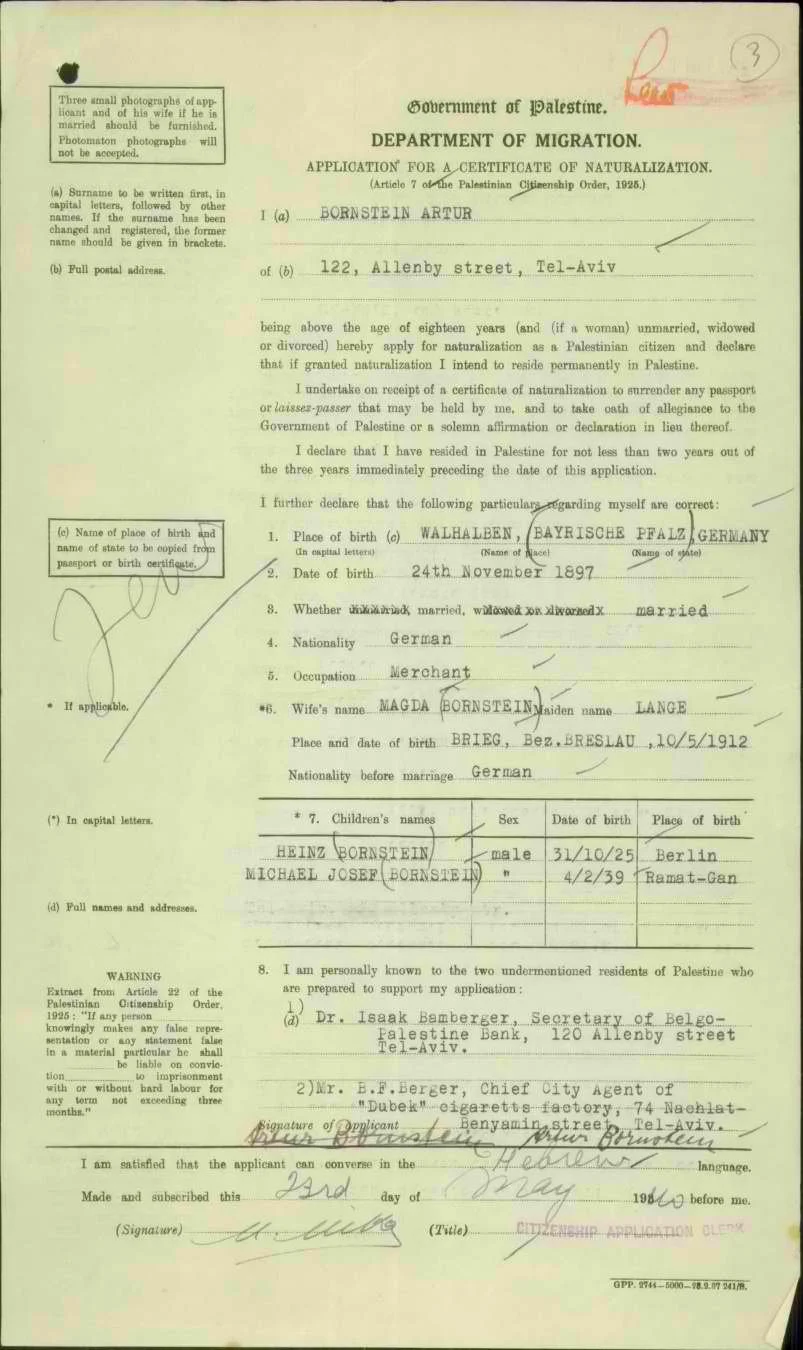 3
Three small photographs of app-
licant and of his wife if he is
married should be furnished.
Photomaton photographs will
not be accepted.
Government of Palestine.
DEPARTMENT OF MIGRATION.
APPLICATION FOR A CERTIFICATE OF NATURALIZATION.
(Article 7 of the Palestinian Citizenship Order, 1925.)
(a) Surname to be written first, in
capital letters, followed by other
names. If the surname has been
changed and registered, the former
name should be given in brackets.
I (a) BORNSTEIN ARTUR
(b) Full postal address.
of (b) 122, Allenby street, Tel-Aviv
being above the age of eighteen years (and (if a woman) unmarried, widowed
or divorced) hereby apply for naturalization as a Palestinian citizen and declare
that if granted naturalization I intend to reside permanently in Palestine.
I undertake on receipt of a certificate of naturalization to surrender any passport
or laissez-passer that may be held by me, and to take oath of allegiance to the
Government of Palestine or a solemn affirmation or declaration in lieu thereof.
I declare that I have resided in Palestine for not less than two years out of
the three years immediately preceding the date of this application.
I further declare that the following particulars regarding myself are correct:
(c) Name of place of birth and
name of state to be copied from
passport or birth certificate.
1. Place of birth (c) WALHALBEN, (BAYRISCHE PFALZ) GERMANY
(In capital letters) (Name of place) (Name of state)
2. Date of birth 24th November 1897
3. Whether unmarried, married, widowed or divorced married
4. Nationality German
5. Occupation Merchant
* If applicable.
*6. Wife's name MAGDA (BORNSTEIN) Maiden name LANGE
Place and date of birth BRIEG, Bez.BRESLAU ,10/5/1912
Nationality before marriage German
(*) In capital letters.
* 7. Children's names Sex Date of birth Place of birth
HEINZ (BORNSTEIN) male 31/10/25 Berlin
MICHAEL JOSEF (BORNSTEIN) " 4/2/39 Ramat-Gan
(d) Full names and addresses.
8. I am personally known to the two undermentioned residents of Palestine who
are prepared to support my application:
1)
(d) Dr. Isaak Bamberger, Secretary of Belgo-
Palestine Bank, 120 Allenby street
Tel-Aviv.
2)Mr. B.F.Berger, Chief City Agent of
"Dubek" cigaretts factory, 74 Nachlat-
Benyamin street, Tel-Aviv.
WARNING
Extract from Article 22 of the
Palestinian Citizenship Order,
1925: "If any person
knowingly makes any false repre-
sentation or any statement false
in a material particular he shall
be liable on convic-
tion to imprisonment
with or without hard labour for
any term not exceeding three
months."
Signature of Applicant
Artur Bornstein Artur Bornstein
I am satisfied that the applicant can converse in the Hebrew language.
Made and subscribed this 23rd day of May 1940 before me.
(Signature) (Title) CITIZENSHIP APPLICATION CLERK
GPP. 2744—5000—28.9.37 241/B.